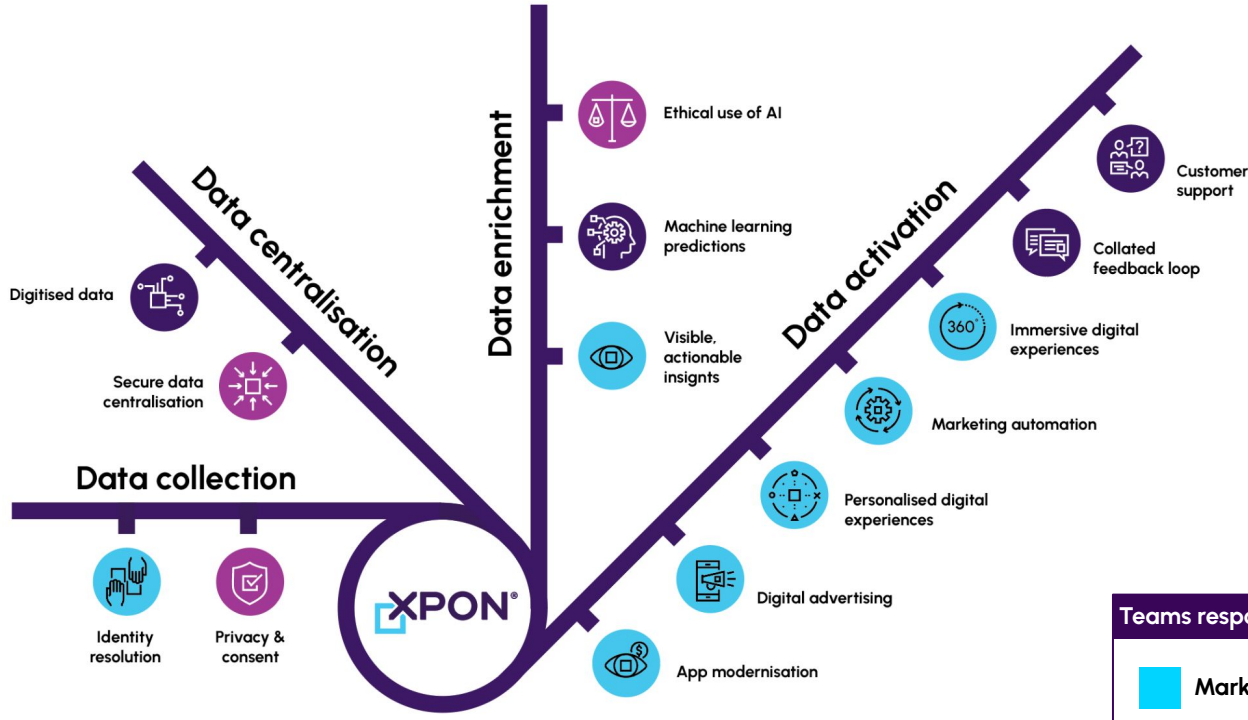 Data collection
Identity
resolution
Privacy &
consent
Data centralisation
Digitised data
Secure data
centralisation
Data enrichment
Ethical use of AI
Machine learning
predictions
Visible,
actionable
insignts
Data activation
Customer
support
?
Collated
feedback loop
360°
Immersive digital
experiences
Marketing automation
Personalised digital
experiences
Digital advertising
$
App modernisation
XPON®
Teams